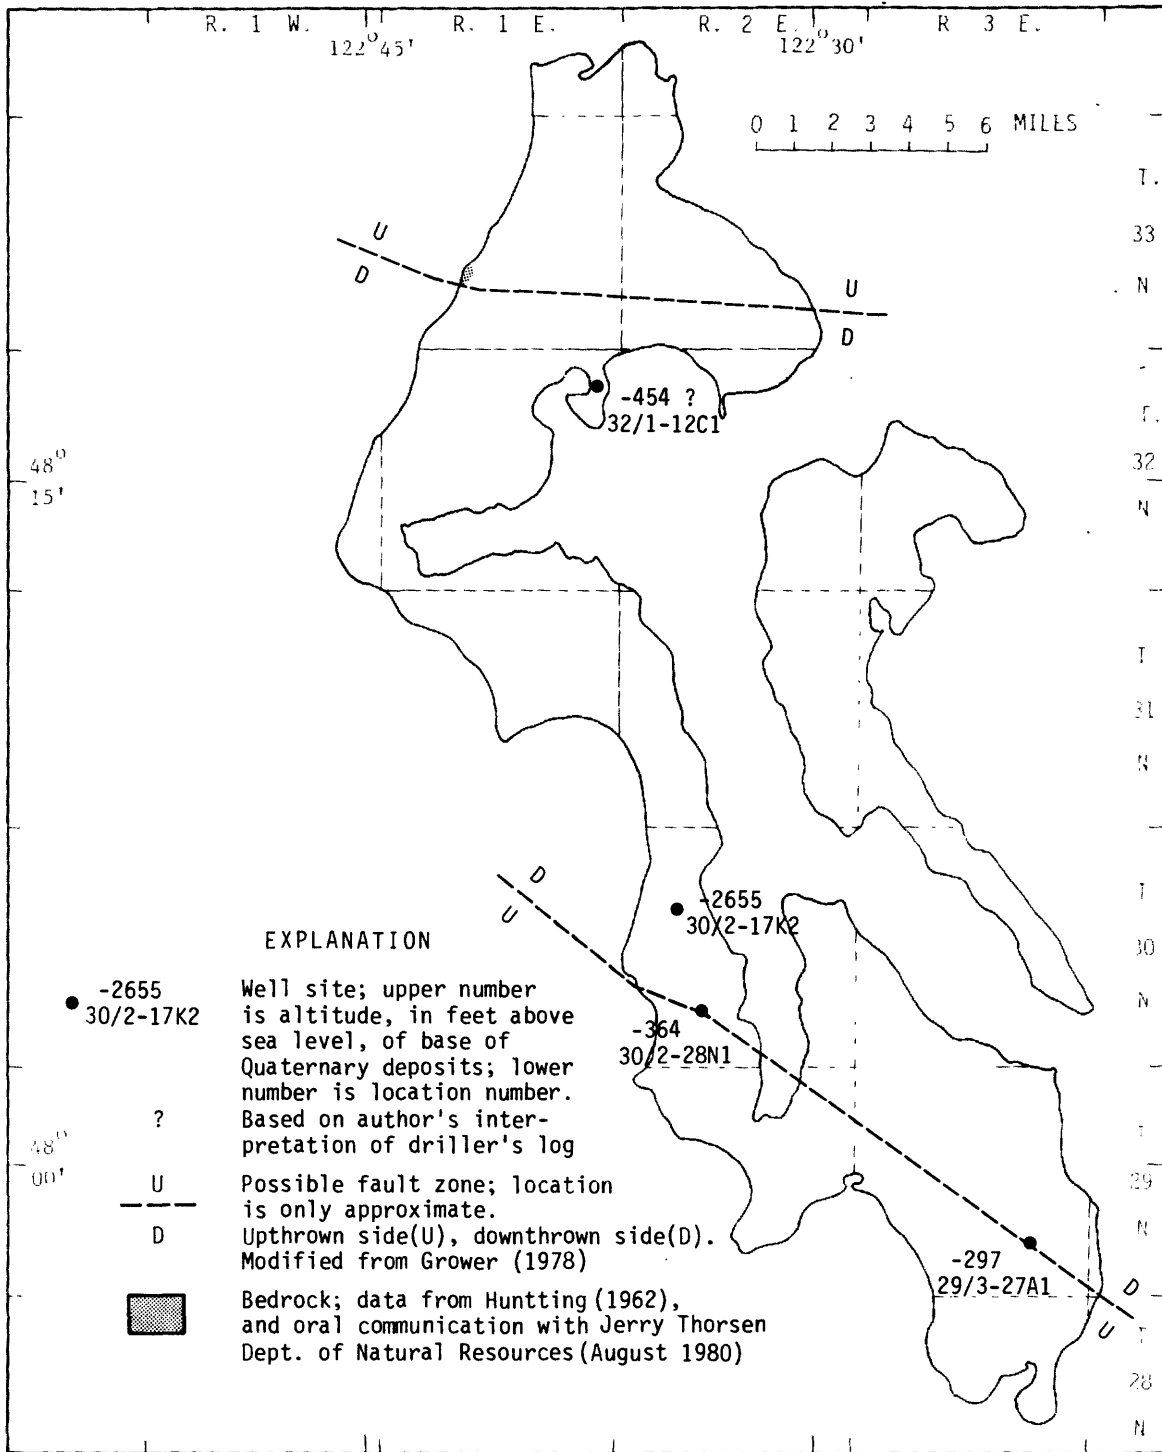 R. 1 W.
R. 1 E.
R. 2 E.
R 3 E.
122° 45'
122° 30'
0 1 2 3 4 5 6 MILES
T.
33
N
U
D
U
D
-454 ?
32/1-12C1
T.
32
N
48°
15'
T
31
N
D
U
-2655
30/2-17K2
T
30
N
-364
30/2-28N1
EXPLANATION
-2655
30/2-17K2
Well site; upper number
is altitude, in feet above
sea level, of base of
Quaternary deposits; lower
number is location number.
?
Based on author's inter-
pretation of driller's log
48°
00'
U
D
Possible fault zone; location
is only approximate.
Upthrown side(U), downthrown side(D).
Modified from Grower (1978)
Bedrock; data from Huntting (1962),
and oral communication with Jerry Thorsen
Dept. of Natural Resources (August 1980)
T
29
N
-297
29/3-27A1
D
U
T
28
N